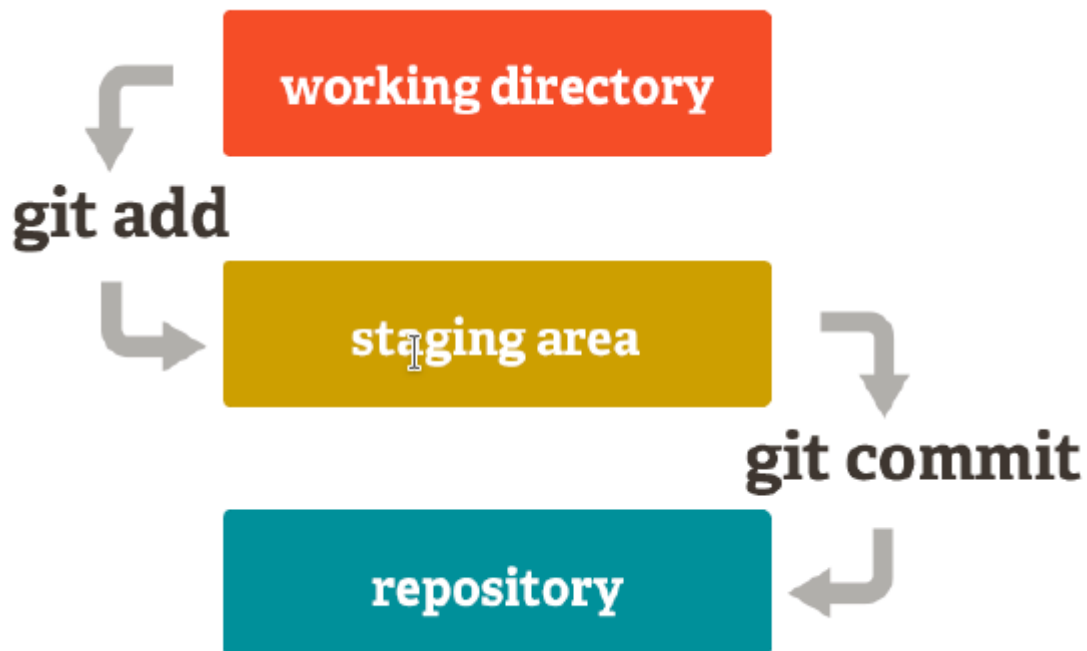 working directory
git add
staging area
git commit
repository